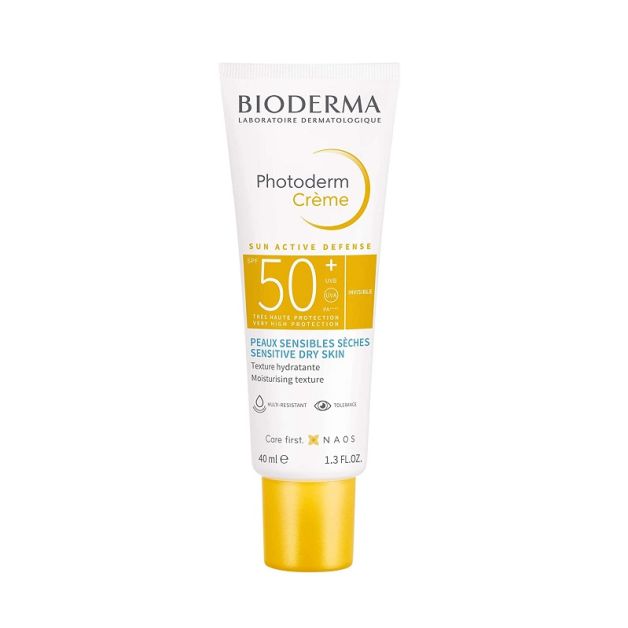 BIODERMA
LABORATOIRE DERMATOLOGIQUE
Photoderm
Crème
SUN ACTIVE DEFENSE
SPF 50+
UVB
UVA
PA++++
INVISIBLE
TRÈS HAUTE PROTECTION
VERY HIGH PROTECTION
PEAUX SENSIBLES SÈCHES
SENSITIVE DRY SKIN
Texture hydratante
Moisturising texture
MULTI-RESISTANT
TOLERANCE
Care first. NAOS
40 ml ℮ 1.3 FL.OZ.